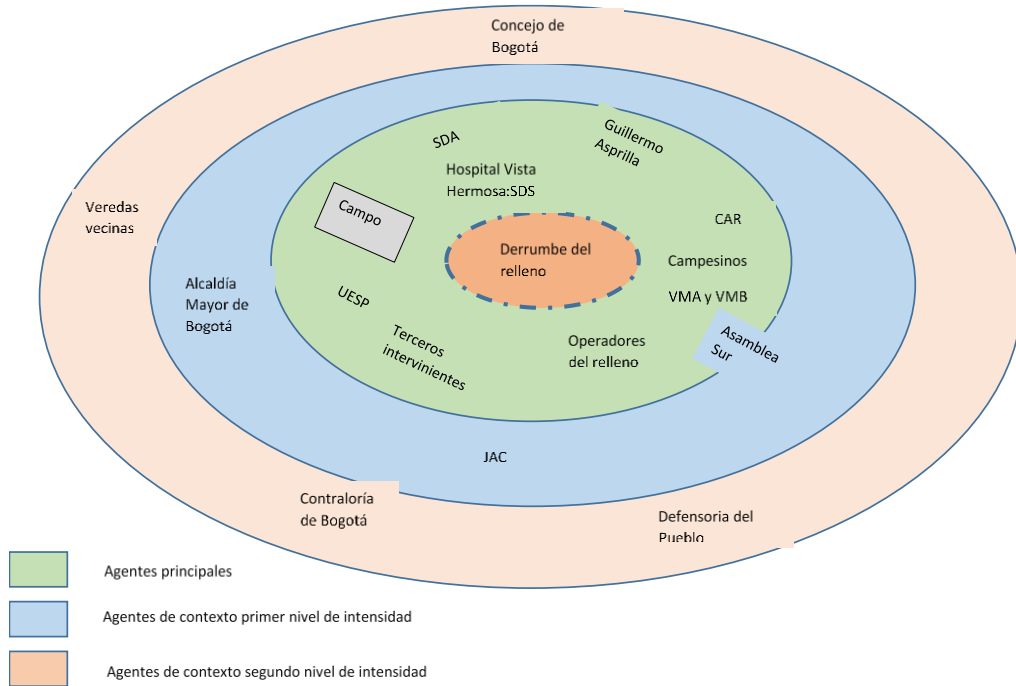 Concejo de
Bogotá
SDA
Guillermo
Asprilla
Hospital Vista
Hermosa:SDS
Campo
Veredas
vecinas
CAR
Derrumbe del
relleno
Campesinos
Alcaldía
Mayor de
Bogotá
UESP
VMA y VMB
Terceros
intervinientes
Operadores
del relleno
Asamblea
Sur
JAC
Contraloría
de Bogotá
Defensoria del
Pueblo
Agentes principales
Agentes de contexto primer nivel de intensidad
Agentes de contexto segundo nivel de intensidad